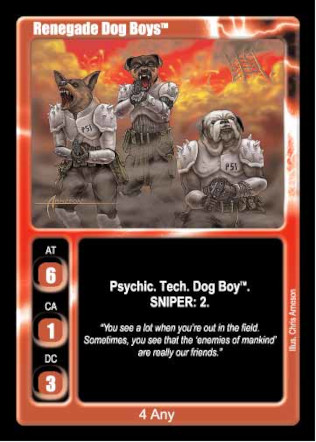 Renegade Dog Boys™
PSI
PSI
AT
6
CA
1
DC
3
Psychic. Tech. Dog Boy™.
SNIPER: 2.
"You see a lot when you're out in the field.
Sometimes, you see that the 'enemies of mankind'
are really our friends."
Illus. Chris Arneson
4 Any